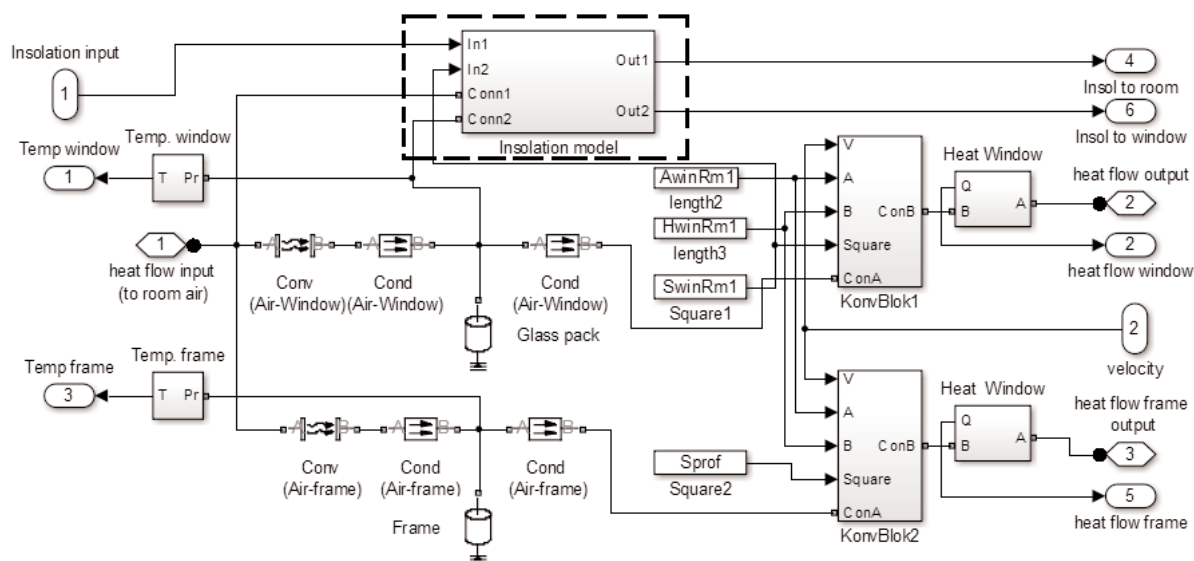 Insolation input
1
In1
In2
Conn1
Conn2
Out1
Out2
Insolation model
4
Insol to room
6
Insol to window
Temp. window
Temp window
1
T Pr
1
heat flow input
(to room air)
A B
Conv
(Air-Window)
A B
Cond
(Air-Window)
A B
Cond
(Air-Window)
Glass pack
AwinRm1
length2
HwinRm1
length3
SwinRm1
Square1
V
A
B
Square
ConA
ConB
KonvBlok1
Heat Window
Q
B
A
heat flow output
2
2
heat flow window
2
velocity
Temp. frame
Temp frame
3
T Pr
A B
Conv
(Air-frame)
A B
Cond
(Air-frame)
A B
Cond
(Air-frame)
Frame
Sprof
Square2
V
A
B
Square
ConA
ConB
KonvBlok2
Heat Window
Q
B
A
heat flow frame
output
3
5
heat flow frame